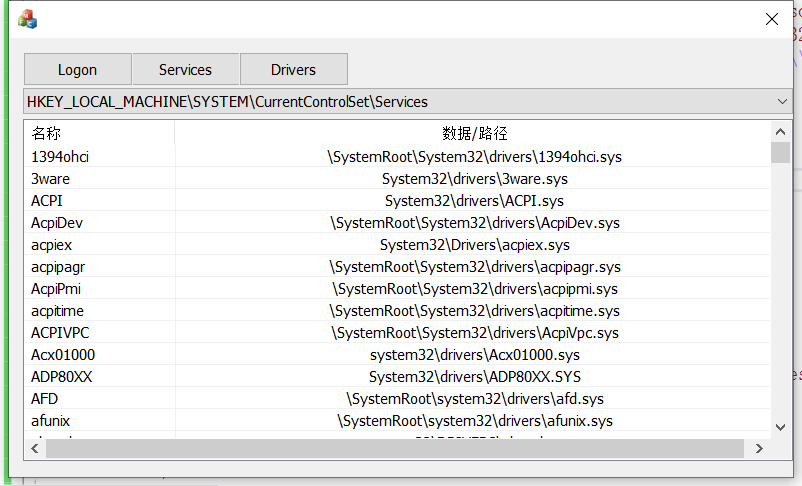 Logon Services Drivers
HKEY_LOCAL_MACHINE\SYSTEM\CurrentControlSet\Services
名称 数据/路径
1394ohci \SystemRoot\System32\drivers\1394ohci.sys
3ware System32\drivers\3ware.sys
ACPI System32\drivers\ACPI.sys
AcpiDev \SystemRoot\System32\drivers\AcpiDev.sys
acpiex System32\Drivers\acpiex.sys
acpipagr \SystemRoot\System32\drivers\acpipagr.sys
AcpiPmi \SystemRoot\System32\drivers\acpipmi.sys
acpitime \SystemRoot\System32\drivers\acpitime.sys
ACPIVPC \SystemRoot\System32\drivers\AcpiVpc.sys
Acx01000 system32\drivers\Acx01000.sys
ADP80XX System32\drivers\ADP80XX.SYS
AFD \SystemRoot\system32\drivers\afd.sys
afunix \SystemRoot\system32\drivers\afunix.sys